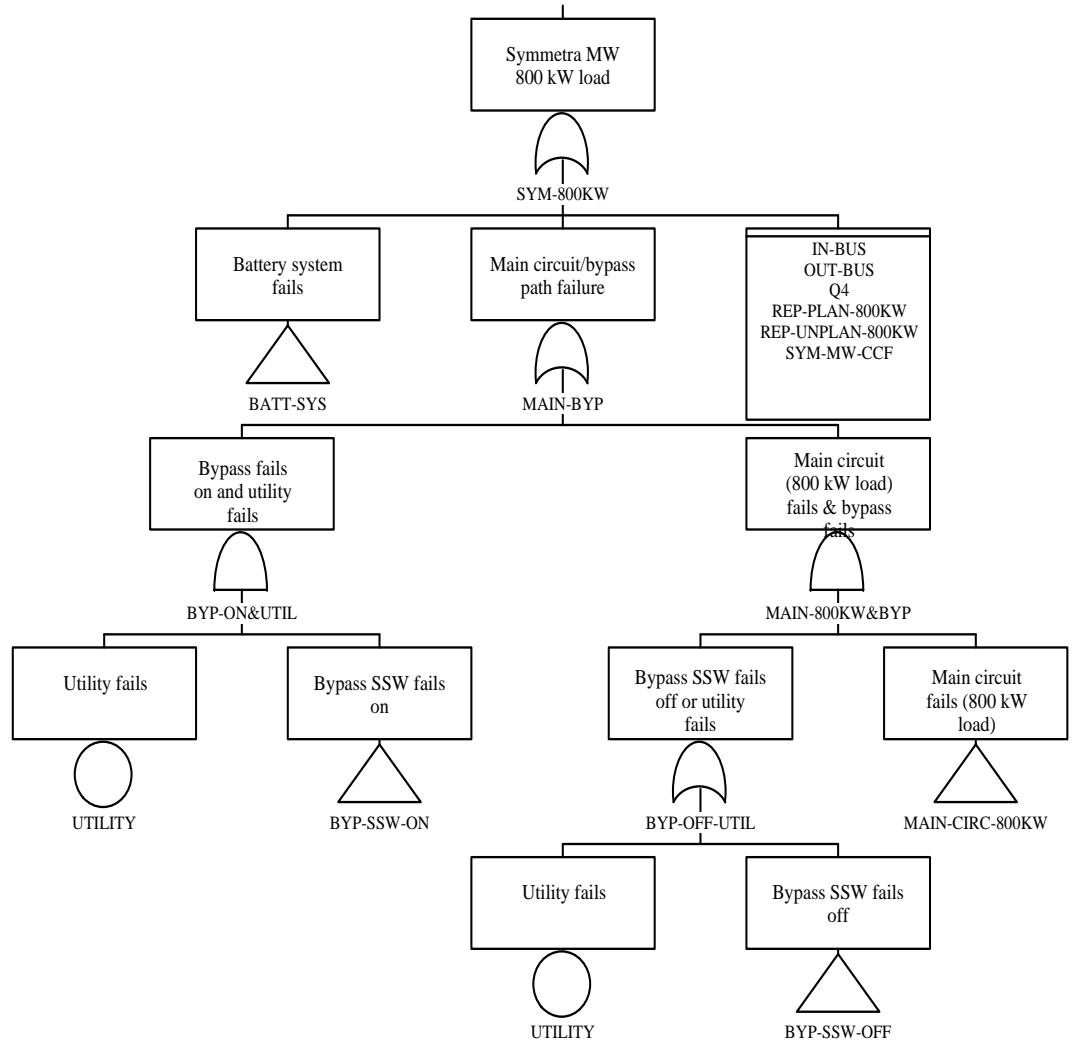 Symmetra MW
800 kW load
SYM-800KW
Battery system
fails
BATT-SYS
Main circuit/bypass
path failure
MAIN-BYP
IN-BUS
OUT-BUS
Q4
REP-PLAN-800KW
REP-UNPLAN-800KW
SYM-MW-CCF
Bypass fails
on and utility
fails
BYP-ON&UTIL
Main circuit
(800 kW load)
fails & bypass
fails
MAIN-800KW&BYP
Utility fails
UTILITY
Bypass SSW fails
on
BYP-SSW-ON
Bypass SSW fails
off or utility
fails
BYP-OFF-UTIL
Main circuit
fails (800 kW
load)
MAIN-CIRC-800KW
Utility fails
UTILITY
Bypass SSW fails
off
BYP-SSW-OFF